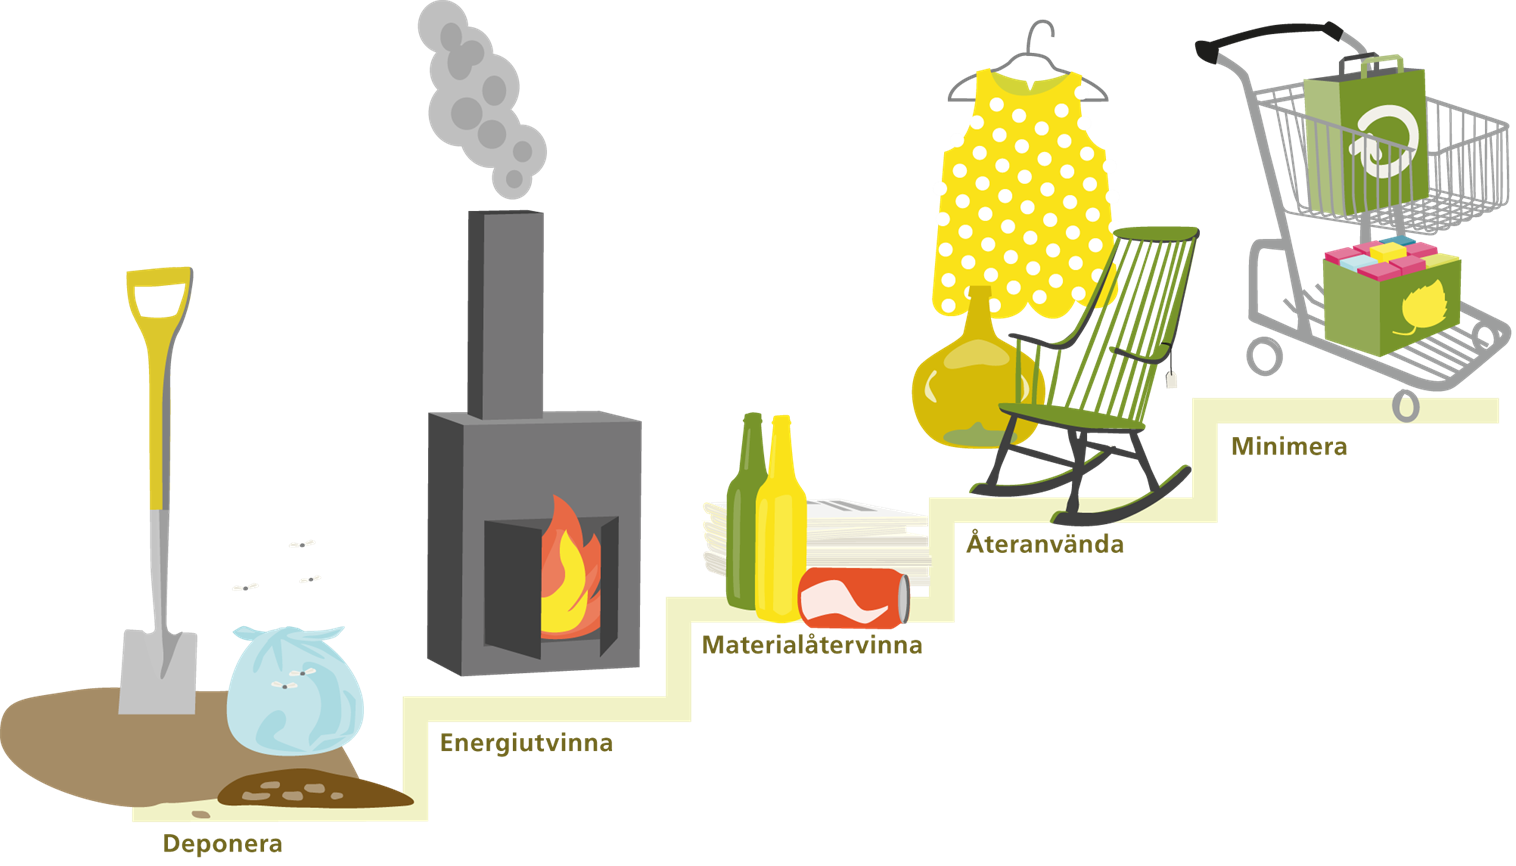 Minimera
Återanvända
Materialåtervinna
Energiutvinna
Deponera